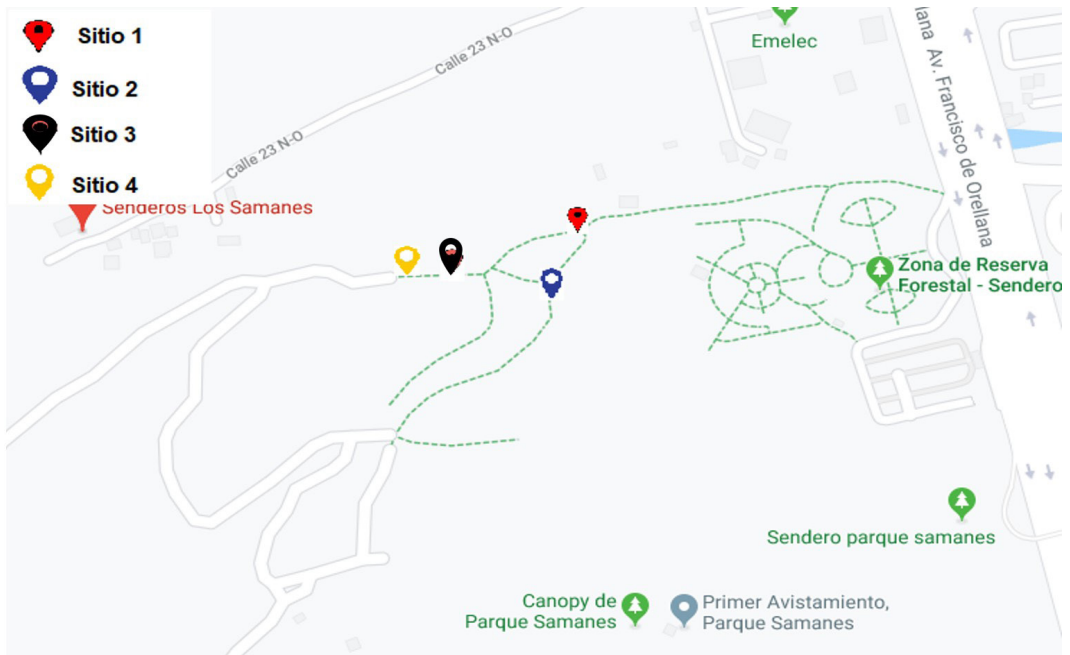 Sitio 1
Sitio 2
Sitio 3
Sitio 4
Senderos Los Samanes
Calle 23 N-O
Calle 23 N-O
Emelec
Av. Francisco de Orellana
Zona de Reserva
Forestal - Sendero
Sendero parque samanes
Canopy de
Parque Samanes
Primer Avistamiento,
Parque Samanes